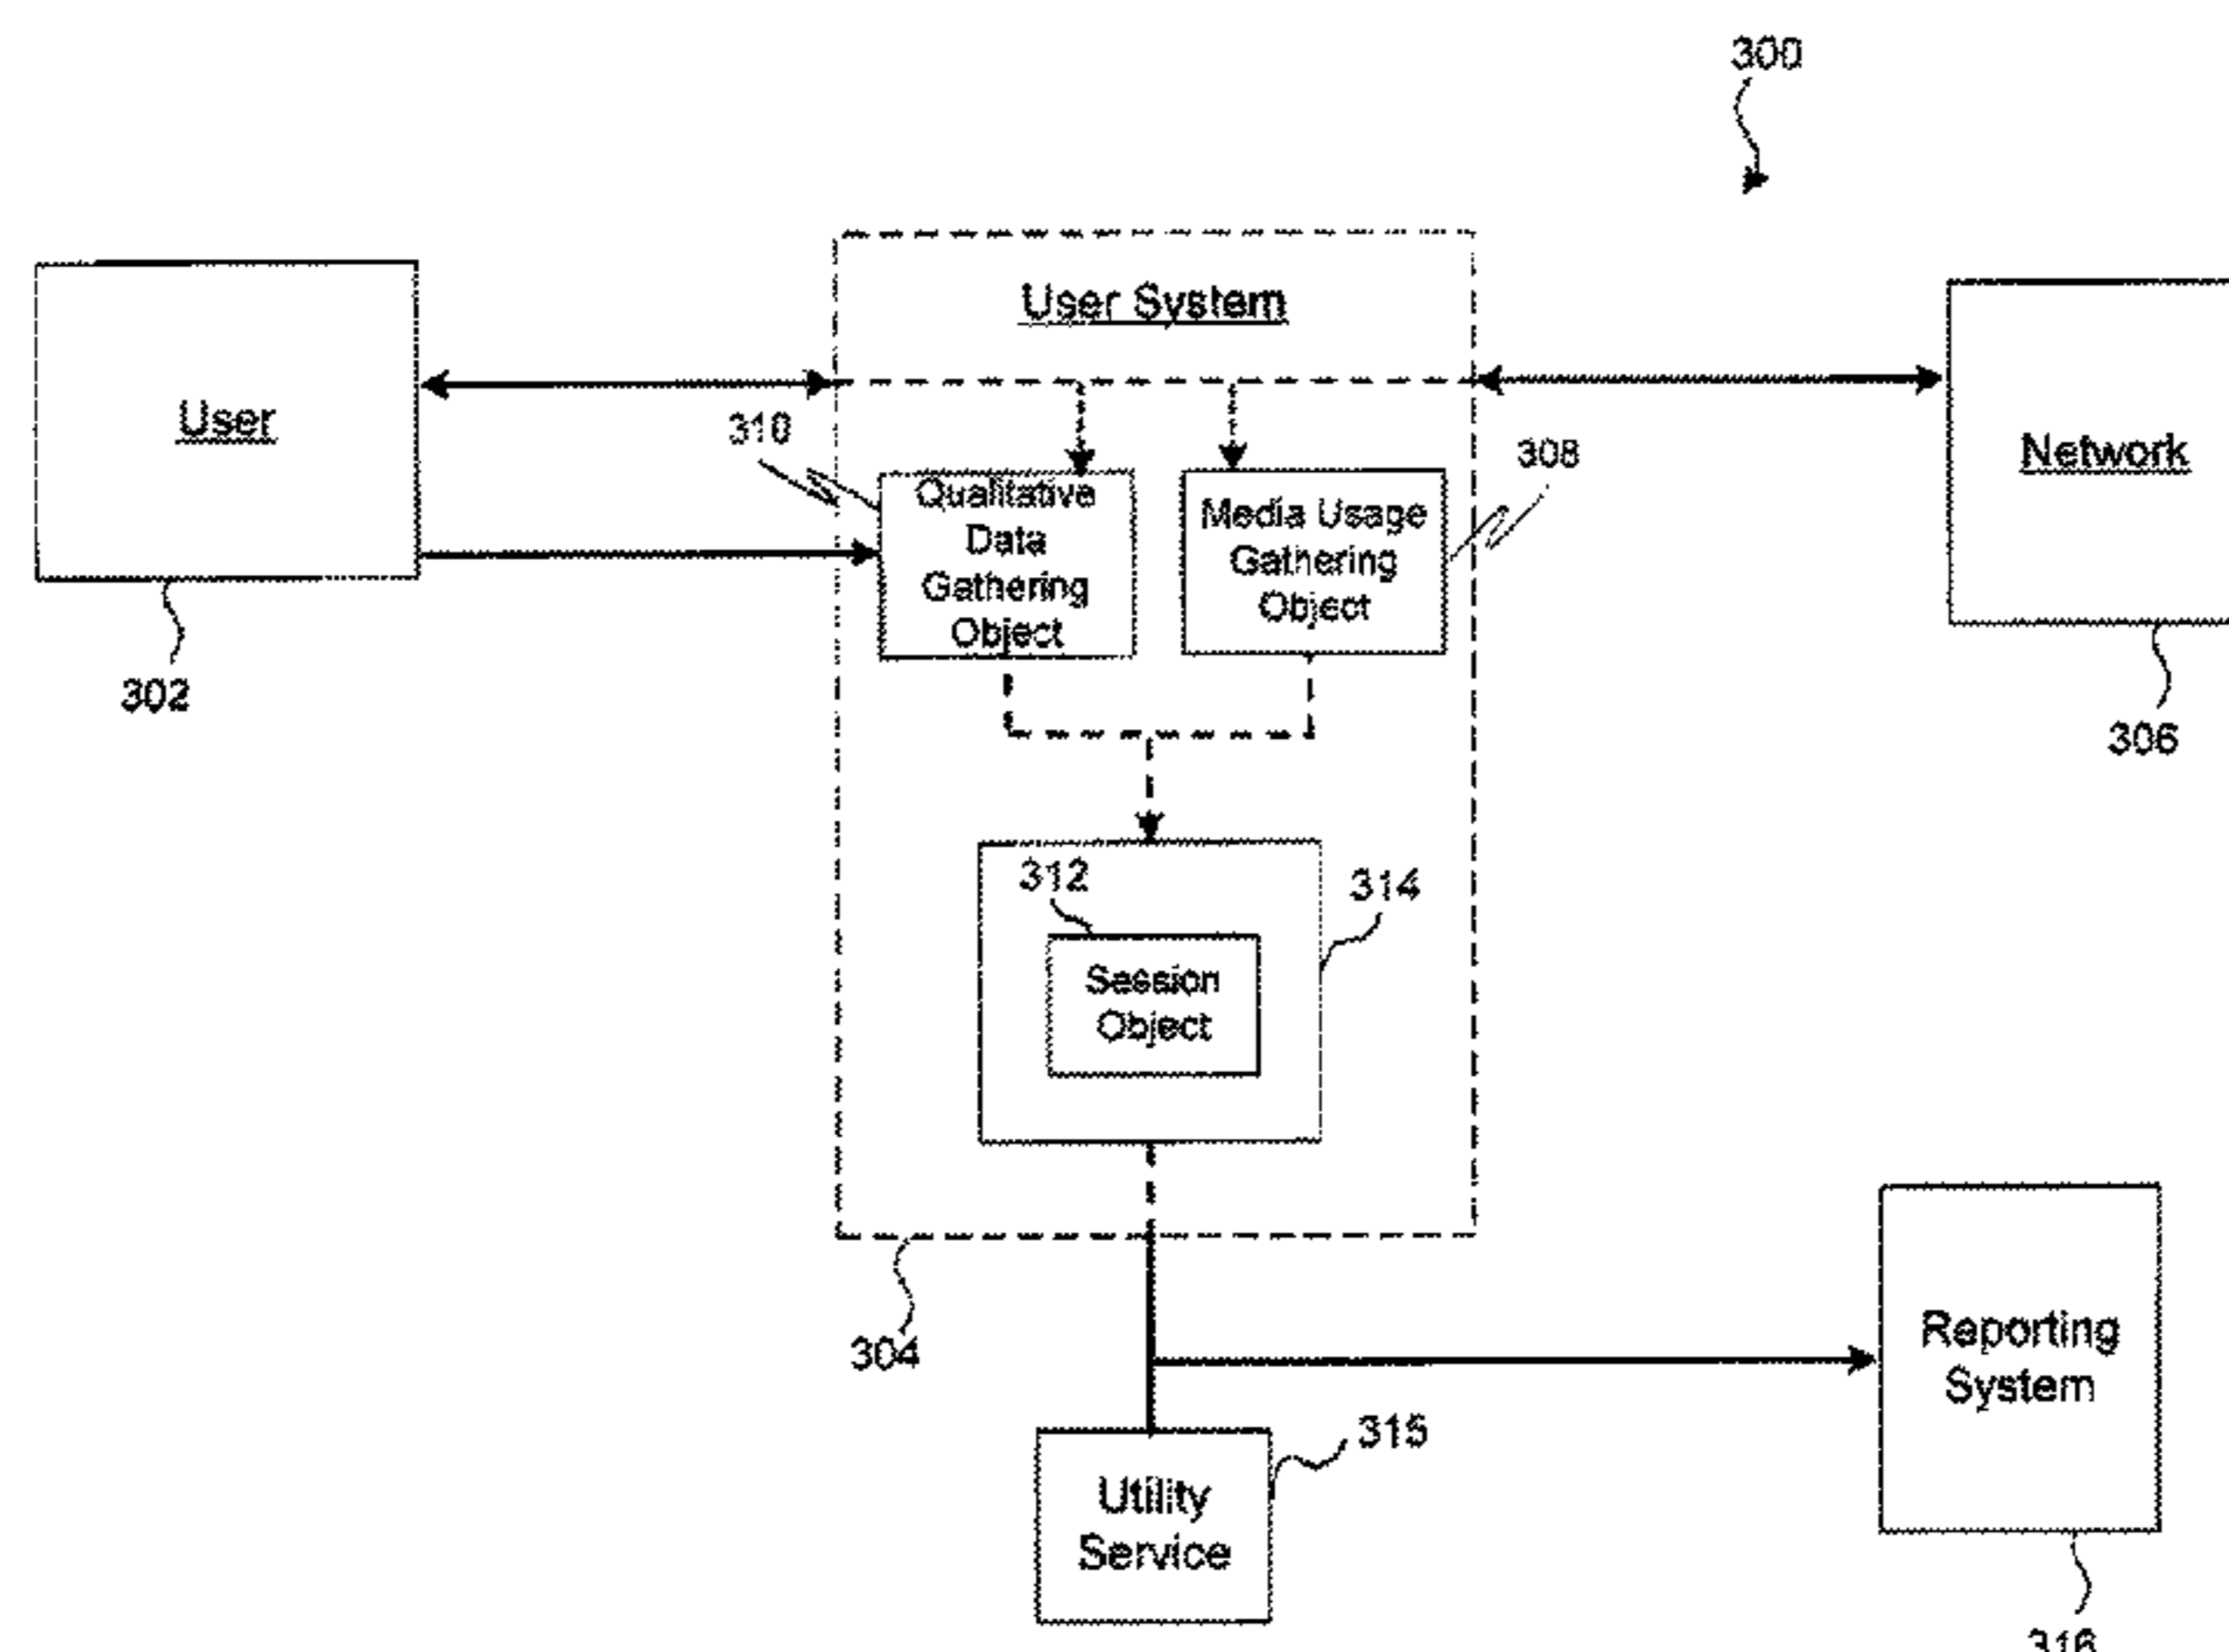 300
User System
User
310
308
Network
Qualitative
Data
Gathering
Object
Media Usage
Gathering
Object
302
306
312
314
Session
Object
304
Reporting
System
315
Utility
Service
316